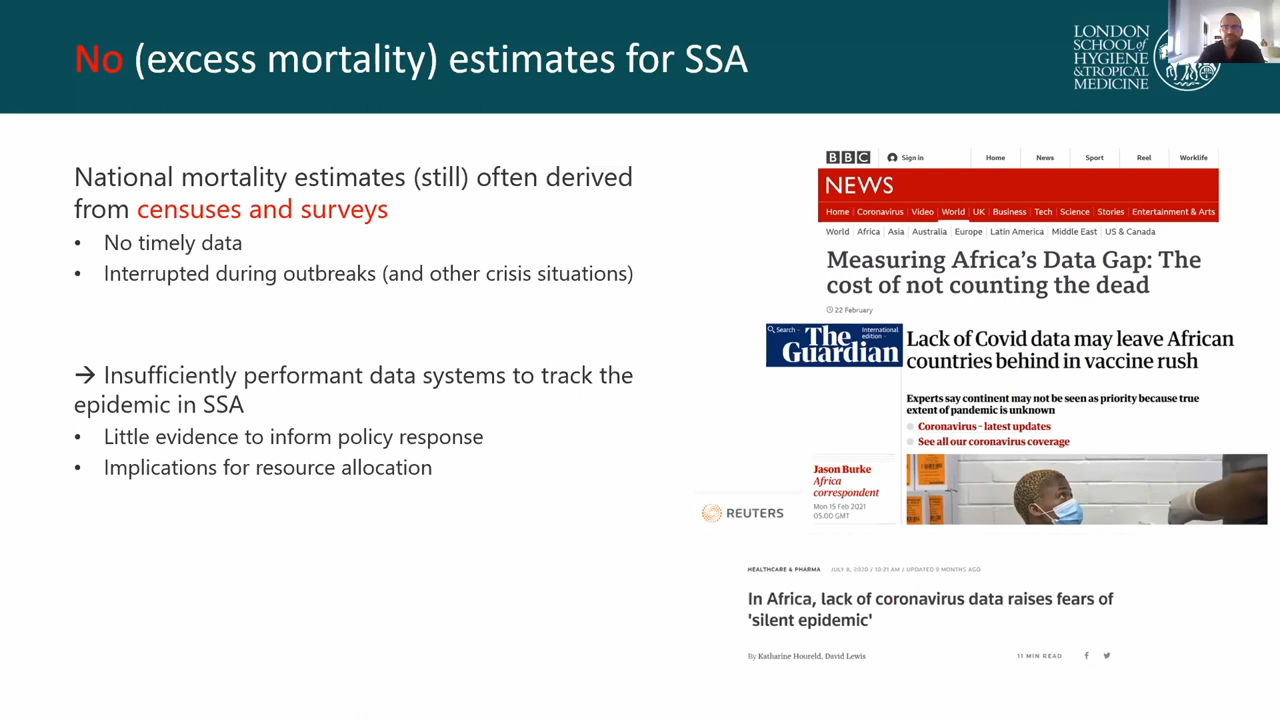 No (excess mortality) estimates for SSA
LONDON
SCHOOL of
HYGIENE
& TROPICAL
MEDICINE
National mortality estimates (still) often derived
from censuses and surveys
• No timely data
• Interrupted during outbreaks (and other crisis situations)
→ Insufficiently performant data systems to track the
epidemic in SSA
• Little evidence to inform policy response
• Implications for resource allocation
BBC Sign in Home News Sport Reel Worklife
NEWS
Home Coronavirus Video World UK Business Tech Science Stories Entertainment & Arts
World Africa Asia Australia Europe Latin America Middle East US & Canada
Measuring Africa's Data Gap: The
cost of not counting the dead
22 February
Search
International
edition
The
Guardian
Lack of Covid data may leave African
countries behind in vaccine rush
Experts say continent may not be seen as priority because true
extent of pandemic is unknown
Coronavirus – latest updates
See all our coronavirus coverage
Jason Burke
Africa
correspondent
Mon 15 Feb 2021
05.00 GMT
REUTERS
HEALTHCARE & PHARMA JULY 8, 2020 / 10:21 AM / UPDATED 9 MONTHS AGO
In Africa, lack of coronavirus data raises fears of
'silent epidemic'
By Katharine Houreld, David Lewis
11 MIN READ